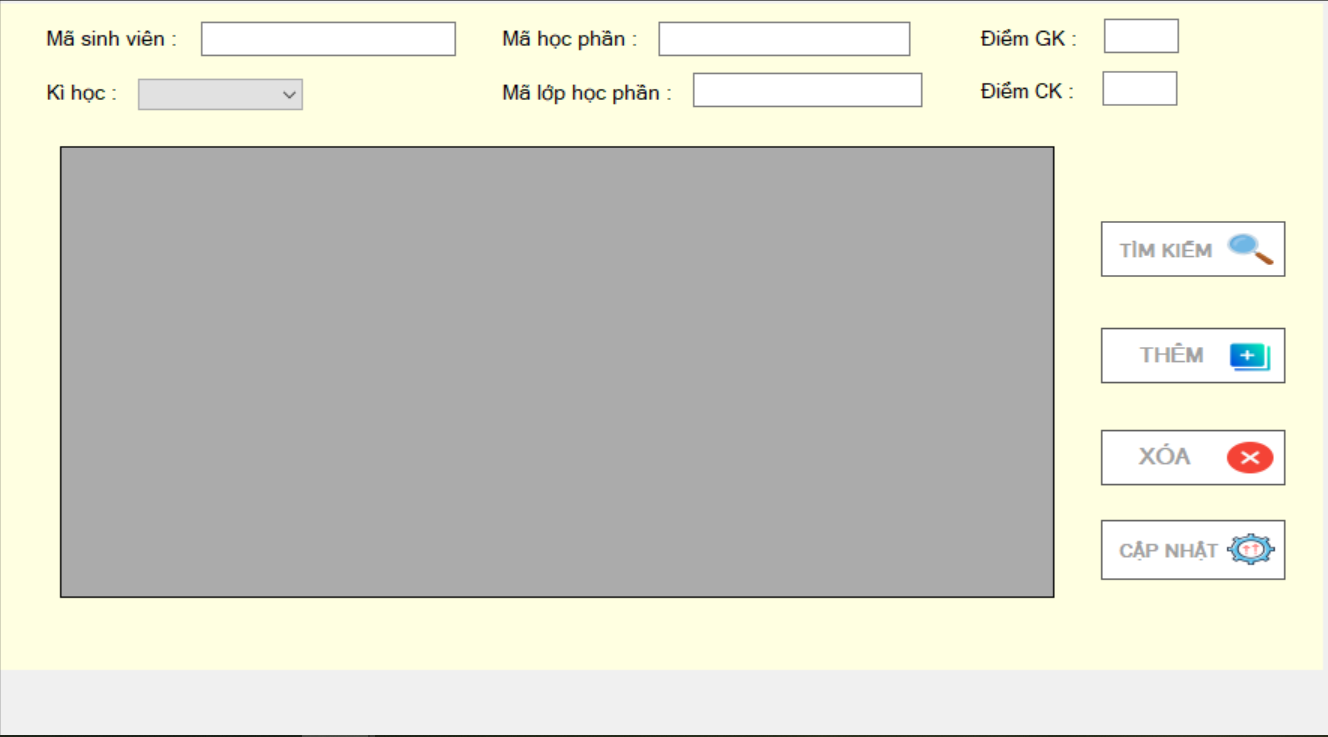 Mã sinh viên : Mã học phần : Điểm GK :
Kì học : Mã lớp học phần : Điểm CK :
TÌM KIẾM
THÊM
XÓA
CẬP NHẬT